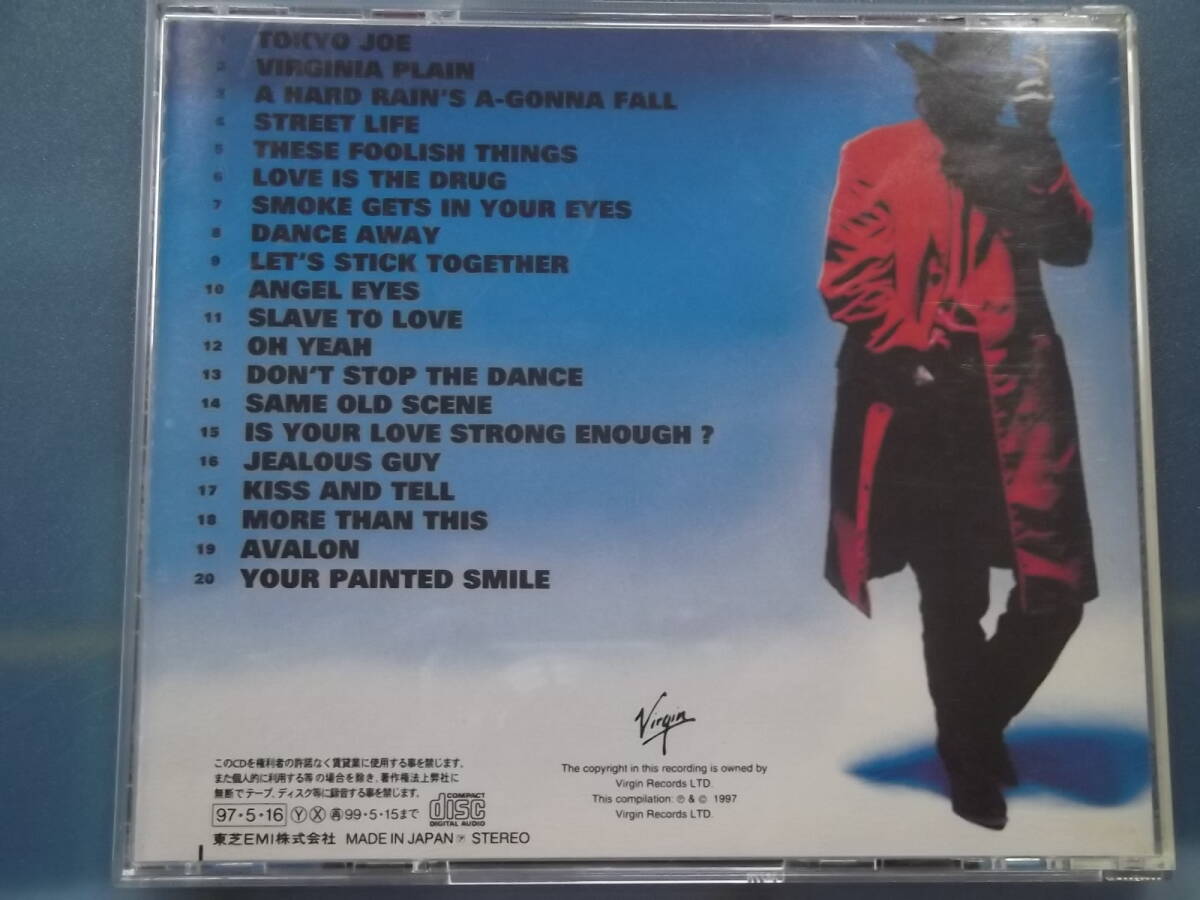 1 TOKYO JOE
2 VIRGINIA PLAIN
3 A HARD RAIN'S A-GONNA FALL
4 STREET LIFE
5 THESE FOOLISH THINGS
6 LOVE IS THE DRUG
7 SMOKE GETS IN YOUR EYES
8 DANCE AWAY
9 LET'S STICK TOGETHER
10 ANGEL EYES
11 SLAVE TO LOVE
12 OH YEAH
13 DON'T STOP THE DANCE
14 SAME OLD SCENE
15 IS YOUR LOVE STRONG ENOUGH ?
16 JEALOUS GUY
17 KISS AND TELL
18 MORE THAN THIS
19 AVALON
20 YOUR PAINTED SMILE
Virgin
このCDを権利者の許諾なく賃貸業に使用する事を禁じます。
また個人的に利用する等の場合を除き、著作権法上弊社に
無断でテープ、ディスク等に録音する事を禁じます。
97・5・16 Ⓨ Ⓧ 再 99・5・15まで
COMPACT
disc
DIGITAL AUDIO
東芝EMI株式会社 MADE IN JAPAN STEREO
The copyright in this recording is owned by
Virgin Records LTD.
This compilation: ℗ & © 1997
Virgin Records LTD.